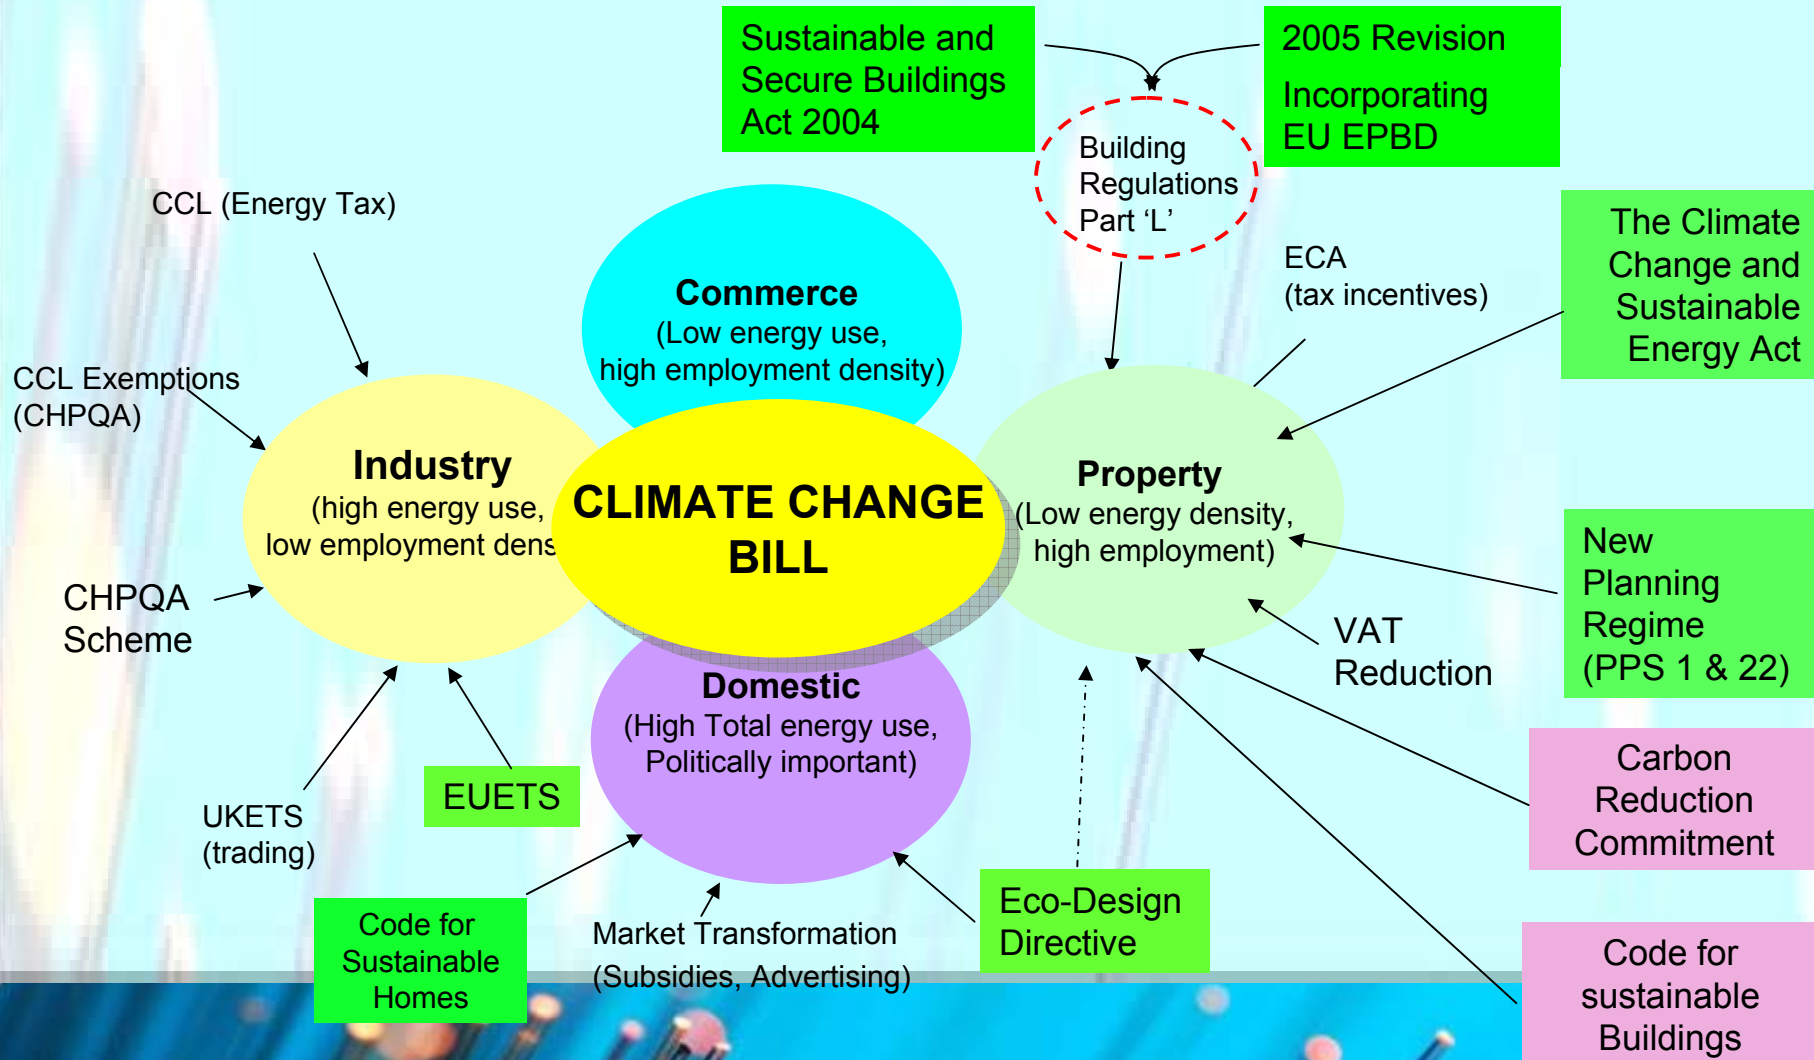 Sustainable and
Secure Buildings
Act 2004
2005 Revision
Incorporating
EU EPBD
Building
Regulations
Part ‘L’
CCL (Energy Tax)
ECA
(tax incentives)
The Climate
Change and
Sustainable
Energy Act
Commerce
(Low energy use,
high employment density)
CCL Exemptions
(CHPQA)
Industry
(high energy use,
low employment dens
CLIMATE CHANGE
BILL
Property
(Low energy density,
high employment)
New
Planning
Regime
(PPS 1 & 22)
CHPQA
Scheme
VAT
Reduction
Domestic
(High Total energy use,
Politically important)
Carbon
Reduction
Commitment
EUETS
UKETS
(trading)
Code for
Sustainable
Homes
Market Transformation
(Subsidies, Advertising)
Eco-Design
Directive
Code for
sustainable
Buildings